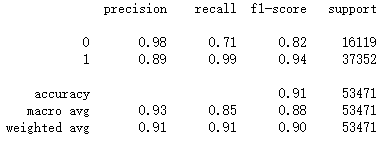 precision recall f1-score support
0 0.98 0.71 0.82 16119
1 0.89 0.99 0.94 37352
accuracy 0.91 53471
macro avg 0.93 0.85 0.88 53471
weighted avg 0.91 0.91 0.90 53471